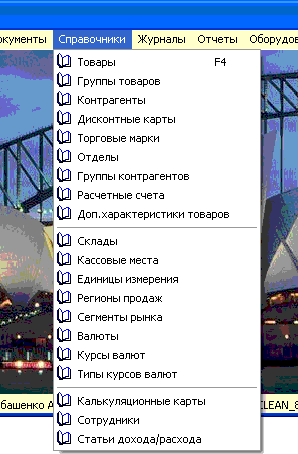 окументы Справочники Журналы Отчеты Оборудов
Товары F4
Группы товаров
Контрагенты
Дисконтные карты
Торговые марки
Отделы
Группы контрагентов
Расчетные счета
Доп.характеристики товаров
Склады
Кассовые места
Единицы измерения
Регионы продаж
Сегменты рынка
Валюты
Курсы валют
Типы курсов валют
Калькуляционные карты
Сотрудники
Статьи дохода/расхода
башенко А CLEAN_8